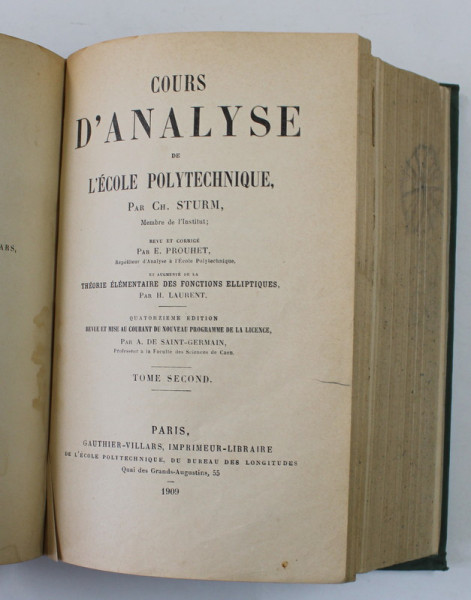 COURS
D'ANALYSE
DE
L'ÉCOLE POLYTECHNIQUE,
PAR CH. STURM,
Membre de l'Institut;
REVU ET CORRIGÉ
PAR E. PROUHET,
Répétiteur d'Analyse à l'École Polytechnique,
ET AUGMENTÉ DE LA
THÉORIE ÉLÉMENTAIRE DES FONCTIONS ELLIPTIQUES,
PAR H. LAURENT.
QUATORZIÈME ÉDITION
REVUE ET MISE AU COURANT DU NOUVEAU PROGRAMME DE LA LICENCE,
PAR A. DE SAINT-GERMAIN,
Professeur à la Faculté des Sciences de Caen.
TOME SECOND.
PARIS,
GAUTHIER-VILLARS, IMPRIMEUR-LIBRAIRE
DE L'ÉCOLE POLYTECHNIQUE, DU BUREAU DES LONGITUDES
Quai des Grands-Augustins, 55
1909